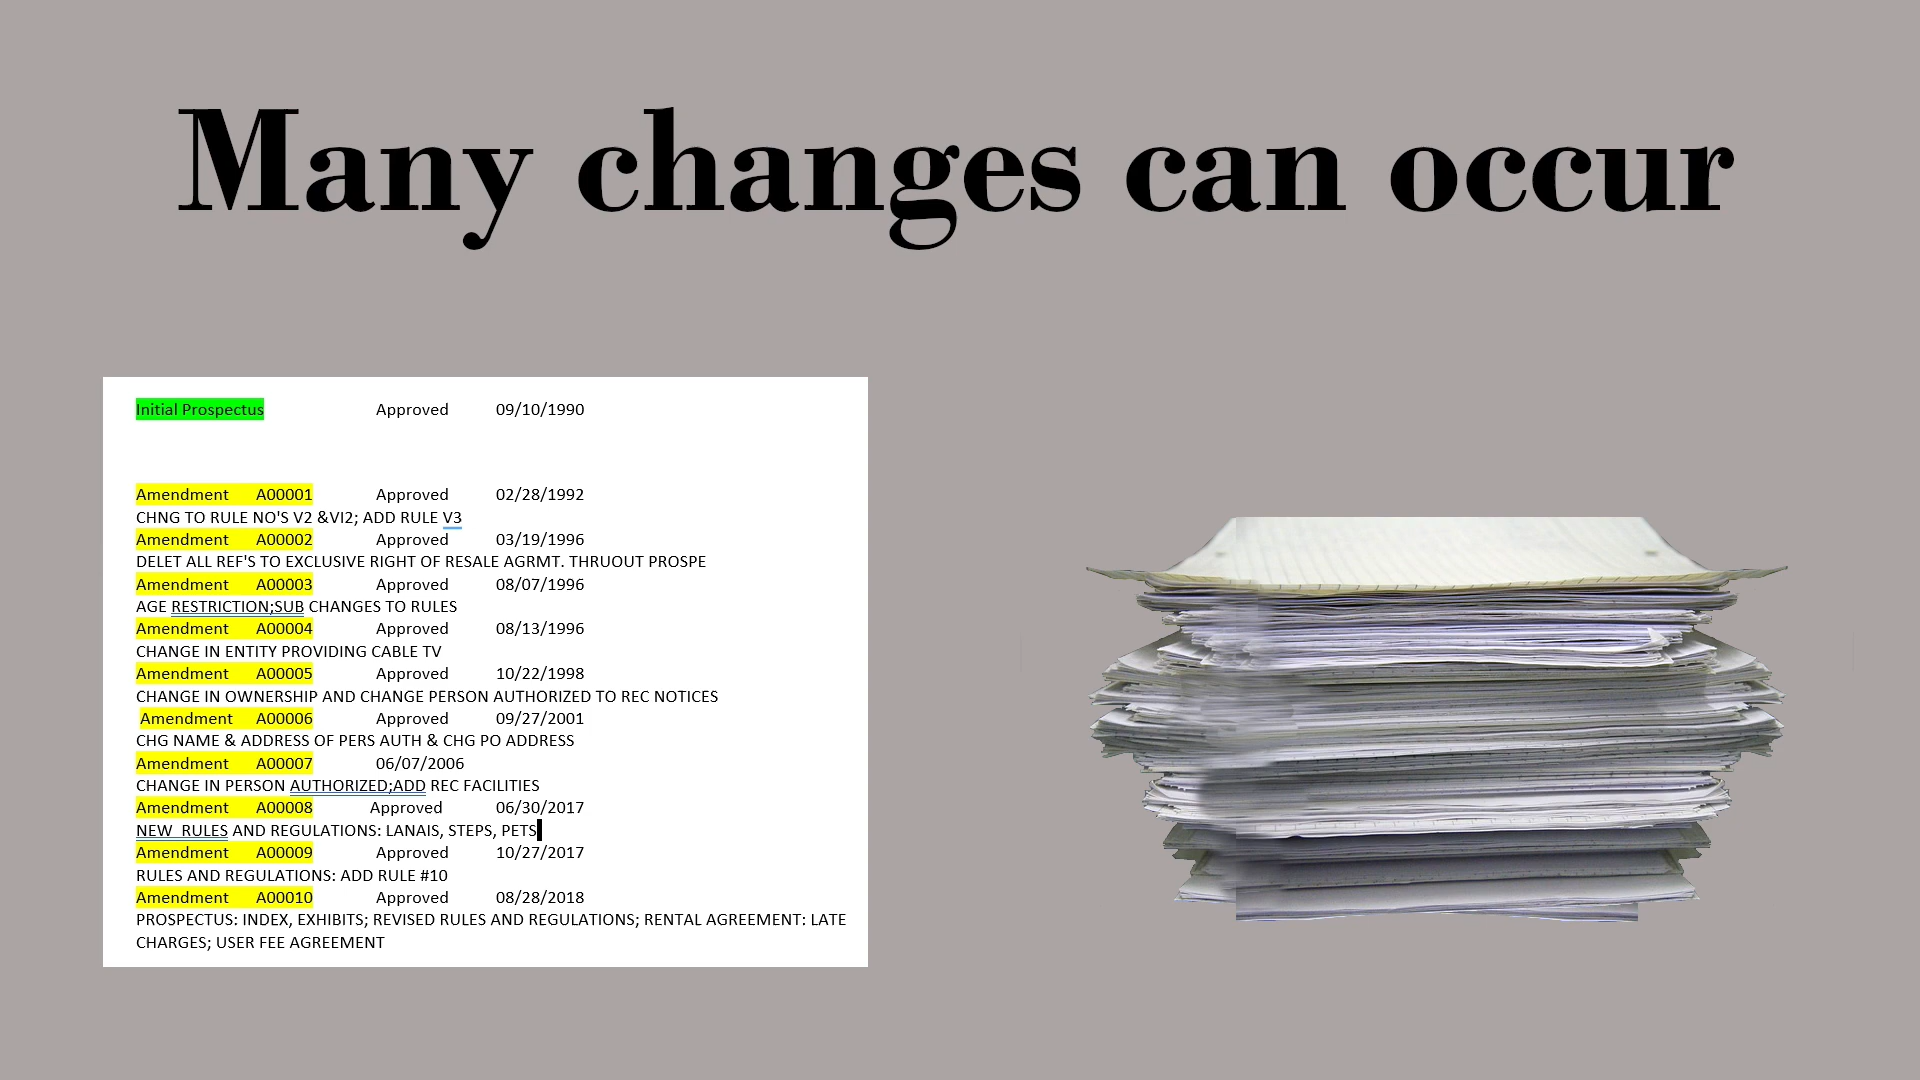 Many changes can occur
Initial Prospectus Approved 09/10/1990
Amendment A00001 Approved 02/28/1992
CHNG TO RULE NO'S V2 &VI2; ADD RULE V3
Amendment A00002 Approved 03/19/1996
DELET ALL REF'S TO EXCLUSIVE RIGHT OF RESALE AGRMT. THRUOUT PROSPE
Amendment A00003 Approved 08/07/1996
AGE RESTRICTION;SUB CHANGES TO RULES
Amendment A00004 Approved 08/13/1996
CHANGE IN ENTITY PROVIDING CABLE TV
Amendment A00005 Approved 10/22/1998
CHANGE IN OWNERSHIP AND CHANGE PERSON AUTHORIZED TO REC NOTICES
Amendment A00006 Approved 09/27/2001
CHG NAME & ADDRESS OF PERS AUTH & CHG PO ADDRESS
Amendment A00007 06/07/2006
CHANGE IN PERSON AUTHORIZED;ADD REC FACILITIES
Amendment A00008 Approved 06/30/2017
NEW RULES AND REGULATIONS: LANAIS, STEPS, PETS
Amendment A00009 Approved 10/27/2017
RULES AND REGULATIONS: ADD RULE #10
Amendment A00010 Approved 08/28/2018
PROSPECTUS: INDEX, EXHIBITS; REVISED RULES AND REGULATIONS; RENTAL AGREEMENT: LATE
CHARGES; USER FEE AGREEMENT